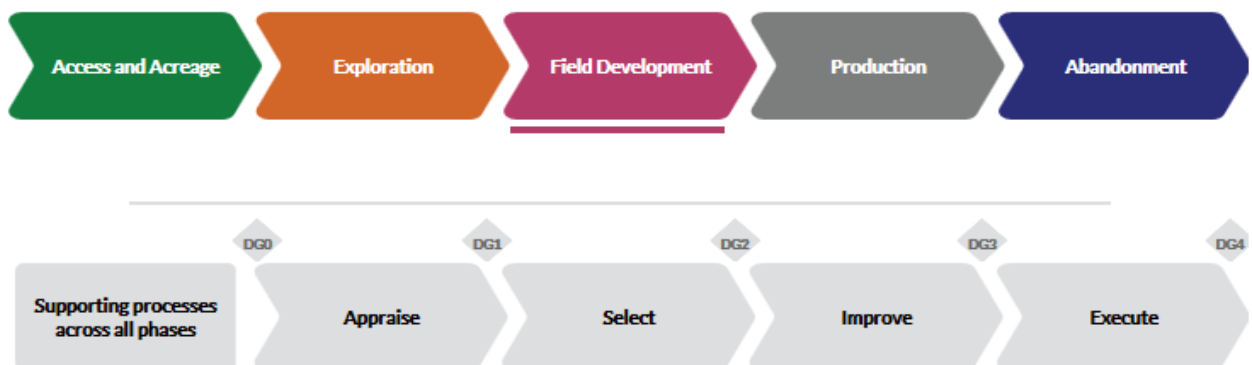 Access and Acreage
Exploration
Field Development
Production
Abandonment
DG0
DG1
DG2
DG3
DG4
Supporting processes
across all phases
Appraise
Select
Improve
Execute